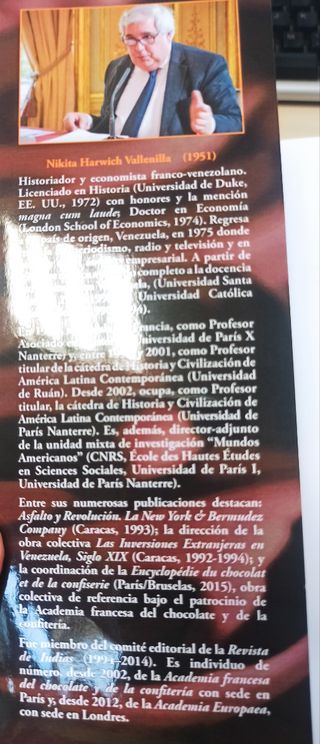 Nikita Harwich Vallenilla (1951)
Historiador y economista franco-venezolano.
Licenciado en Historia (Universidad de Duke,
EE. UU., 1972) con honores y la mención
magna cum laude; Doctor en Economía
(London School of Economics, 1974). Regresa
país de origen, Venezuela, en 1975 donde
periodismo, radio y televisión y en
empresarial. A partir de
completo a la docencia
(Universidad Santa
Universidad Católica
como Profesor
Asociado Universidad de París X
Nanterre) y, entre 2001, como Profesor
titular de la cátedra de Historia y Civilización de
América Latina Contemporánea (Universidad
de Ruán). Desde 2002, ocupa, como Profesor
titular, la cátedra de Historia y Civilización de
América Latina Contemporánea (Universidad de
París Nanterre). Es, además, director-adjunto
de la unidad mixta de investigación “Mundos
Americanos” (CNRS, École des Hautes Études
en Sciences Sociales, Universidad de París I,
Universidad de París Nanterre).
Entre sus numerosas publicaciones destacan:
Asfalto y Revolución. La New York & Bermudez
Company (Caracas, 1993); la dirección de la
obra colectiva Las Inversiones Extranjeras en
Venezuela, Siglo XIX (Caracas, 1992-1994); y
la coordinación de la Encyclopédie du chocolat
et de la confiserie (París/Bruselas, 2015), obra
colectiva de referencia bajo el patrocinio de
la Academia francesa del chocolate y de la
confitería.
Fue miembro del comité editorial de la Revista
de Indias (1994-2014). Es individuo de
número, desde 2002, de la Academia francesa
del chocolate y de la confitería con sede en
París y, desde 2012, de la Academia Europaea,
con sede en Londres.